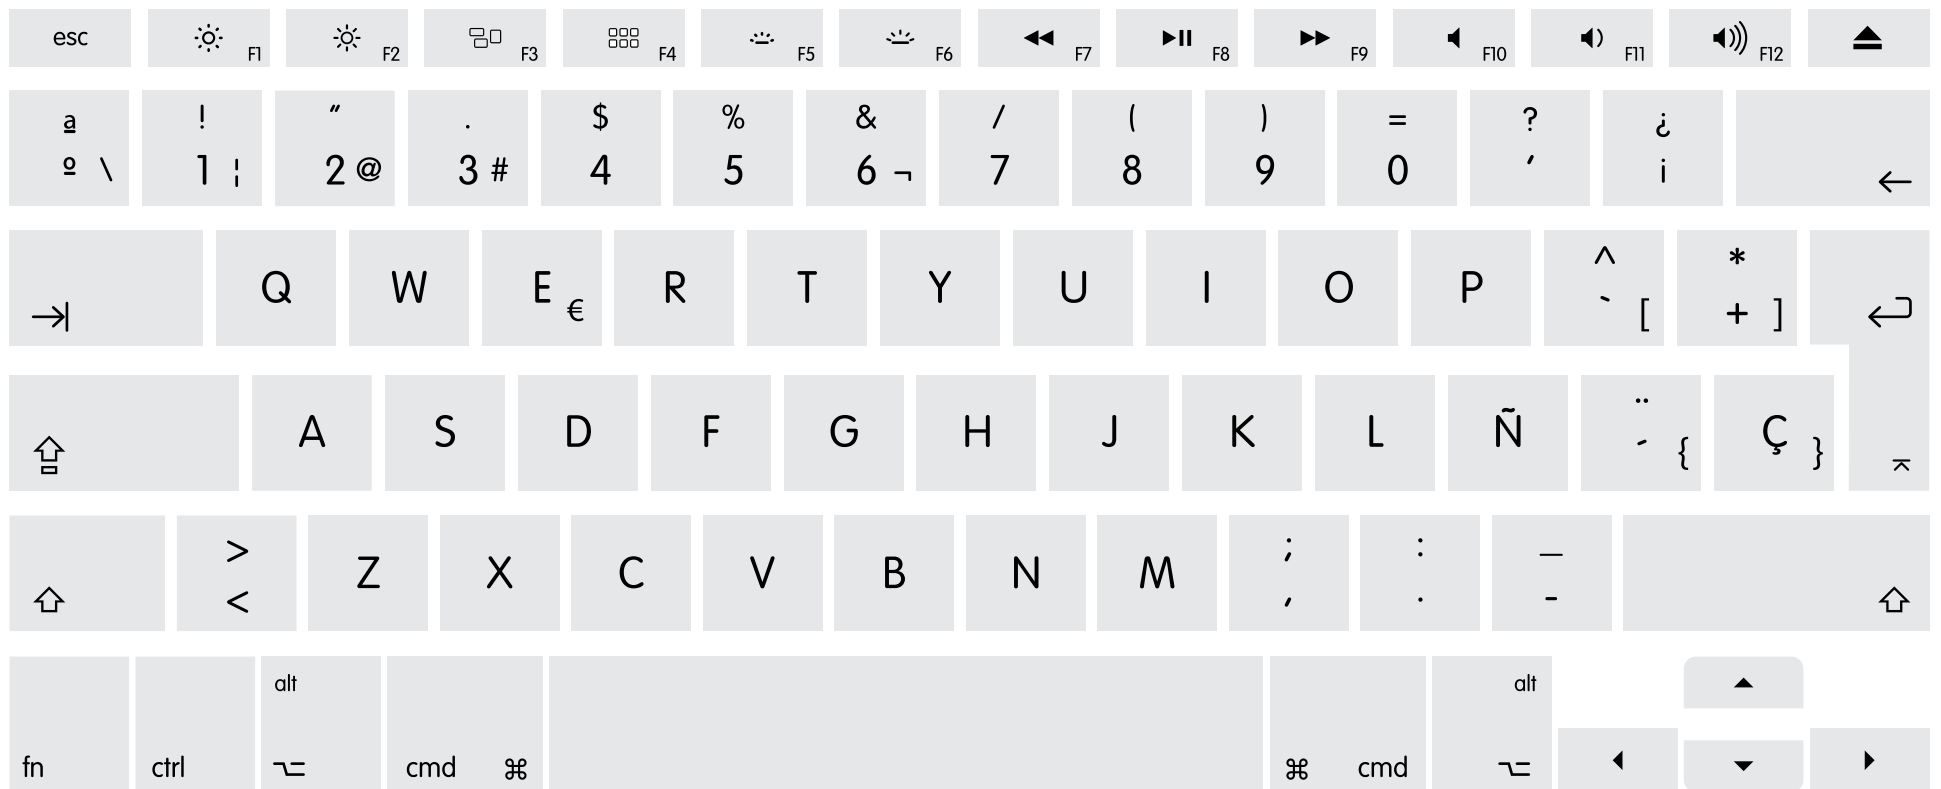 esc F1 F2 F3 F4 F5 F6 F7 F8 F9 F10 F11 F12
ª ! ″ · $ % & / ( ) = ? ¿
º \ 1 ¦ 2 @ 3 # 4 5 6 ¬ 7 8 9 0 ′ ¡ ←
⇥ Q W E € R T Y U I O P ^ ` [ * + ] ↵
A S D F G H J K L Ñ ¨ ´ { Ç }
> < Z X C V B N M ; , : . _ -
alt alt
fn ctrl ⌥ cmd ⌘ ⌘ cmd ⌥